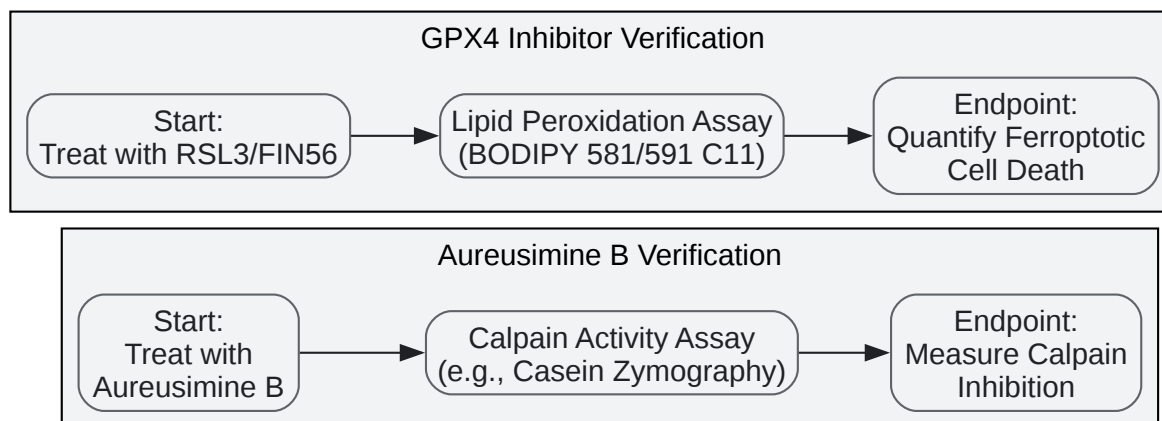 GPX4 Inhibitor Verification
Start:
Treat with RSL3/FIN56
Lipid Peroxidation Assay
(BODIPY 581/591 C11)
Endpoint:
Quantify Ferroptotic
Cell Death
Aureusimine B Verification
Start:
Treat with
Aureusimine B
Calpain Activity Assay
(e.g., Casein Zymography)
Endpoint:
Measure Calpain
Inhibition